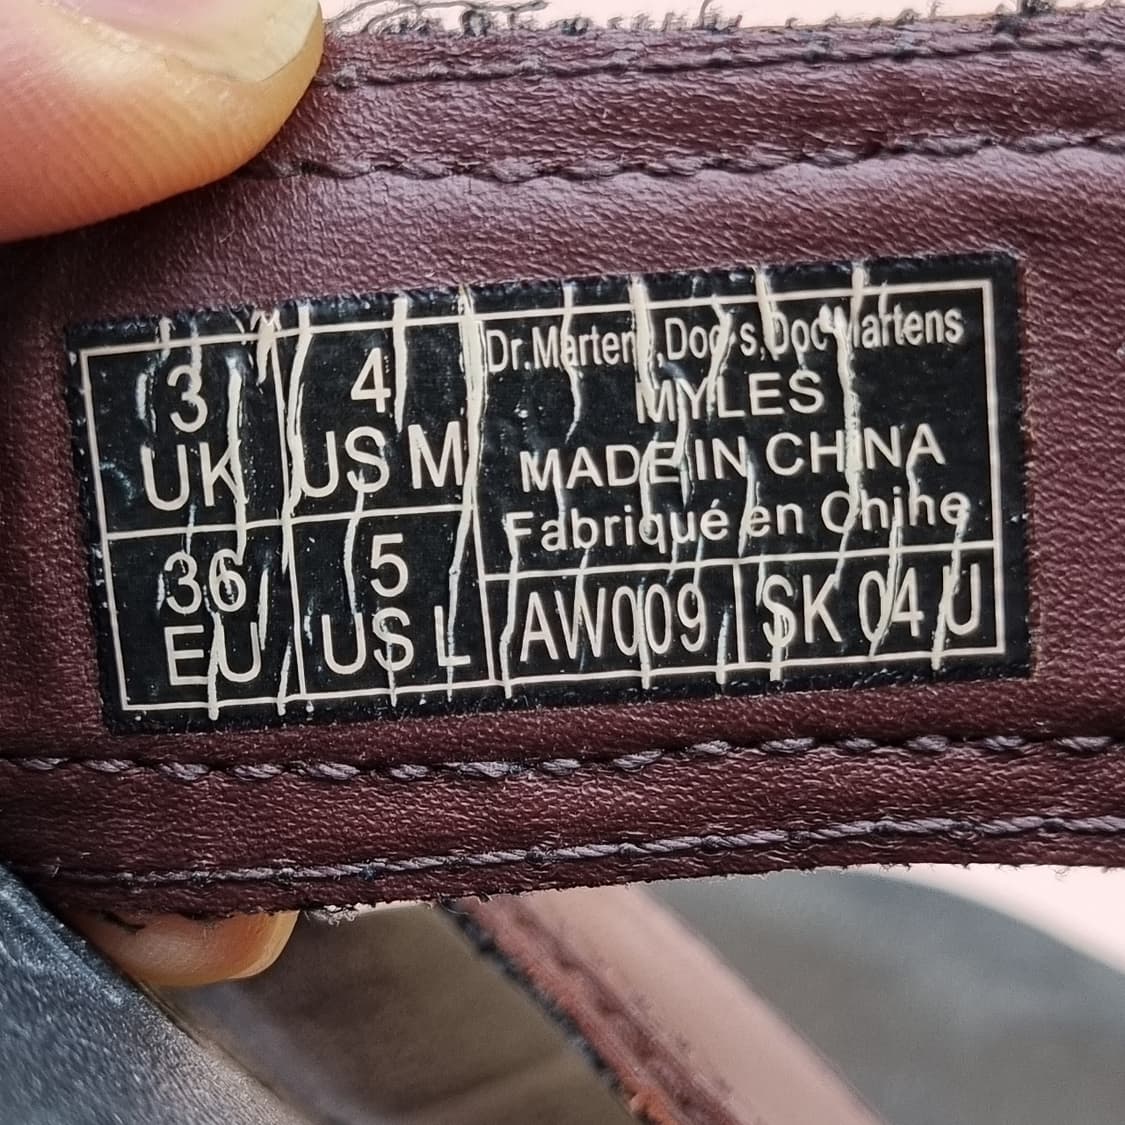 3
UK
4
US M
36
EU
5
US L
Dr.Martens,Doc's,Doc Martens
MYLES
MADE IN CHINA
Fabriqué en Chine
AW009
SK 04 U